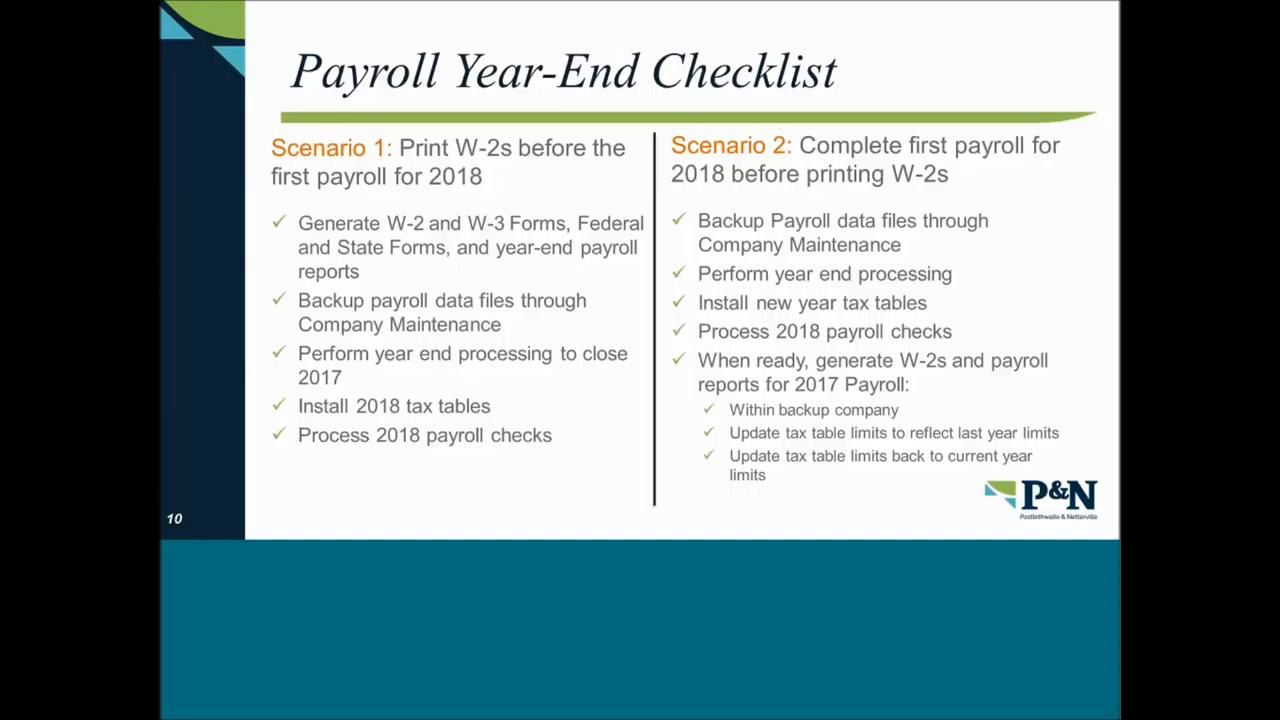 Payroll Year-End Checklist
Scenario 1: Print W-2s before the
first payroll for 2018
Generate W-2 and W-3 Forms, Federal
and State Forms, and year-end payroll
reports
Backup payroll data files through
Company Maintenance
Perform year end processing to close
2017
Install 2018 tax tables
Process 2018 payroll checks
Scenario 2: Complete first payroll for
2018 before printing W-2s
Backup Payroll data files through
Company Maintenance
Perform year end processing
Install new year tax tables
Process 2018 payroll checks
When ready, generate W-2s and payroll
reports for 2017 Payroll:
Within backup company
Update tax table limits to reflect last year limits
Update tax table limits back to current year
limits
P&N
Postlethwaite & Netterville
10